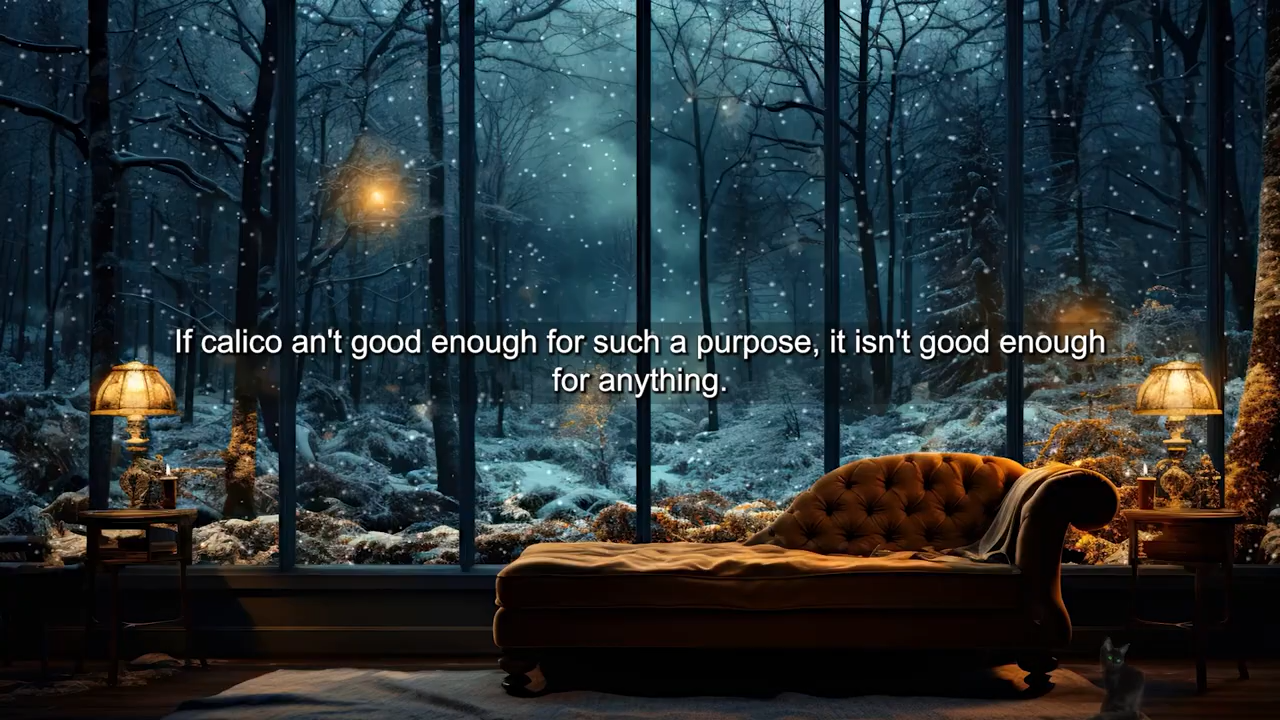 If calico an't good enough for such a purpose, it isn't good enough
for anything.